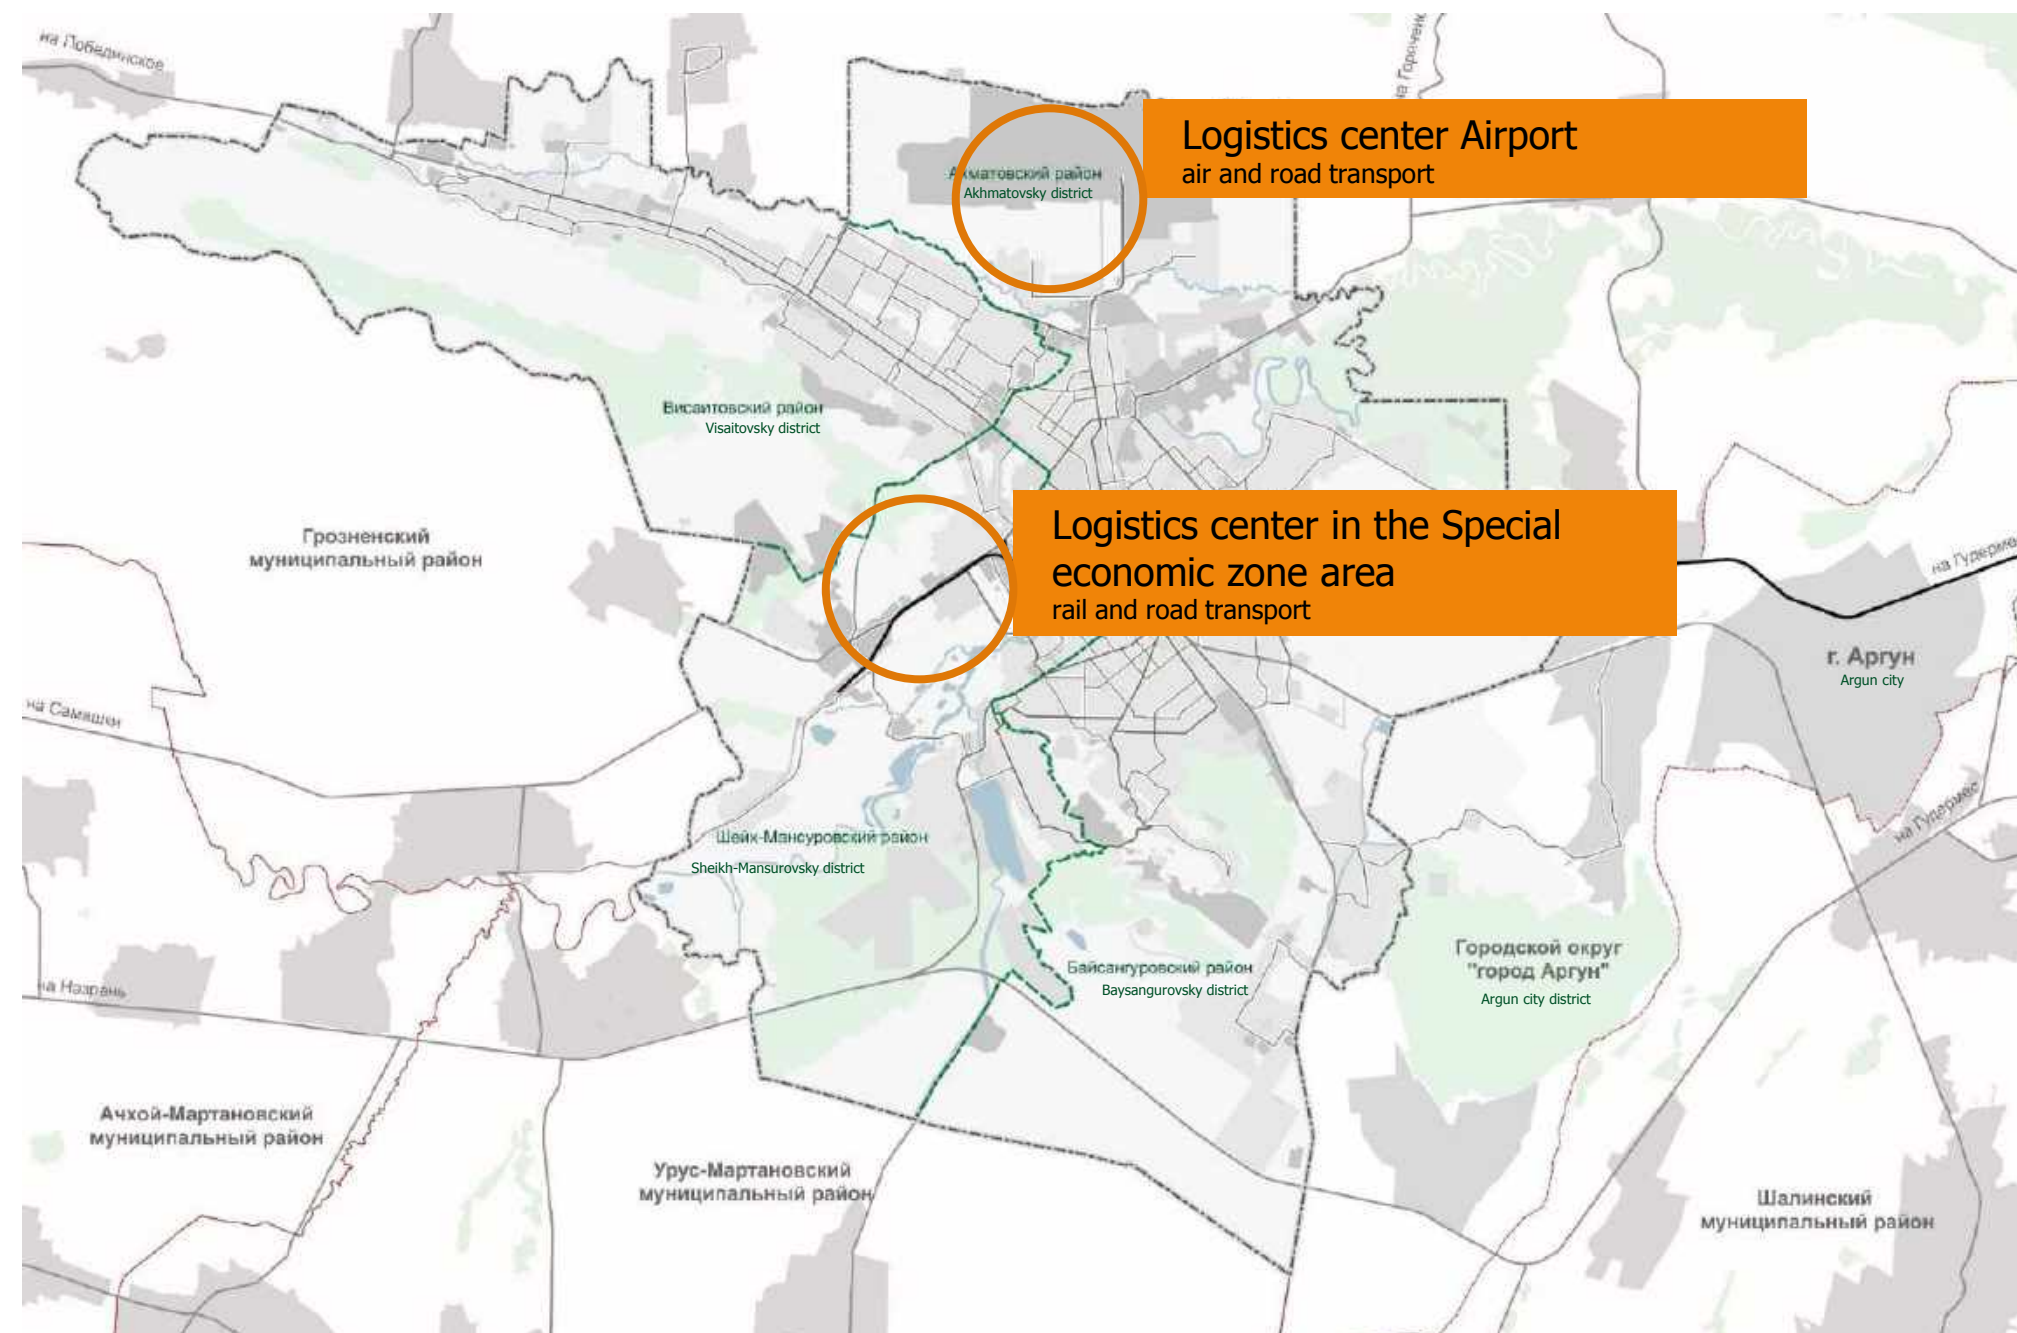 на Побединское
на Горячеис
Logistics center Airport
air and road transport
Ахматовский район
Akhmatovsky district
Висаитовский район
Visaitovsky district
Logistics center in the Special
economic zone area
rail and road transport
Грозненский
муниципальный район
на Гудерме
г. Аргун
Argun city
на Самашки
на Гудермес
Шейх-Мансуровский район
Sheikh-Mansurovsky district
Байсангуровский район
Baysangurovsky district
Городской округ
"город Аргун"
Argun city district
на Назрань
Ачхой-Мартановский
муниципальный район
Урус-Мартановский
муниципальный район
Шалинский
муниципальный район